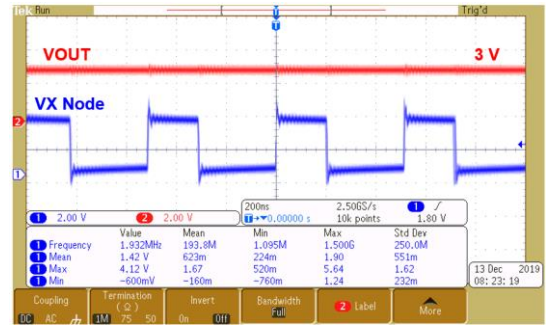 Tek Run
Trig'd
VOUT
3 V
VX Node
2
1
1 2.00 V
2 2.00 V
200ns
2.50GS/s
1
T→▼0.00000 s
10k points
1.80 V
Value Mean Min Max Std Dev
1 Frequency 1.932MHz 193.8M 1.095M 1.500G 250.0M
1 Mean 1.42 V 623m 224m 1.90 551m
1 Max 4.12 V 1.67 520m 5.64 1.62
1 Min -600mV -160m -760m 1.24 232m
13 Dec 2019
08:23:19
Coupling
DC AC
Termination
(Ω)
1M 75 50
Invert
On Off
Bandwidth
Full
2 Label
More